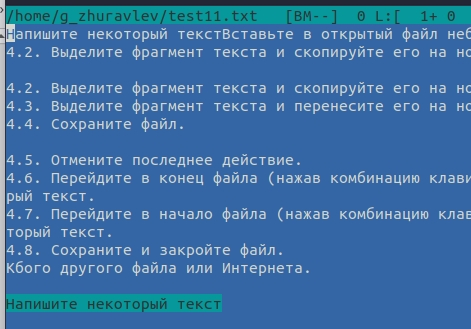 /home/g_zhuravlev/test11.txt [BM--] 0 L:[ 1+ 0
Напишите некоторый текстВставьте в открытый файл неб
4.2. Выделите фрагмент текста и скопируйте его на но
4.2. Выделите фрагмент текста и скопируйте его на но
4.3. Выделите фрагмент текста и перенесите его на но
4.4. Сохраните файл.
4.5. Отмените последнее действие.
4.6. Перейдите в конец файла (нажав комбинацию клави
рый текст.
4.7. Перейдите в начало файла (нажав комбинацию клав
торый текст.
4.8. Сохраните и закройте файл.
Кбого другого файла или Интернета.
Напишите некоторый текст